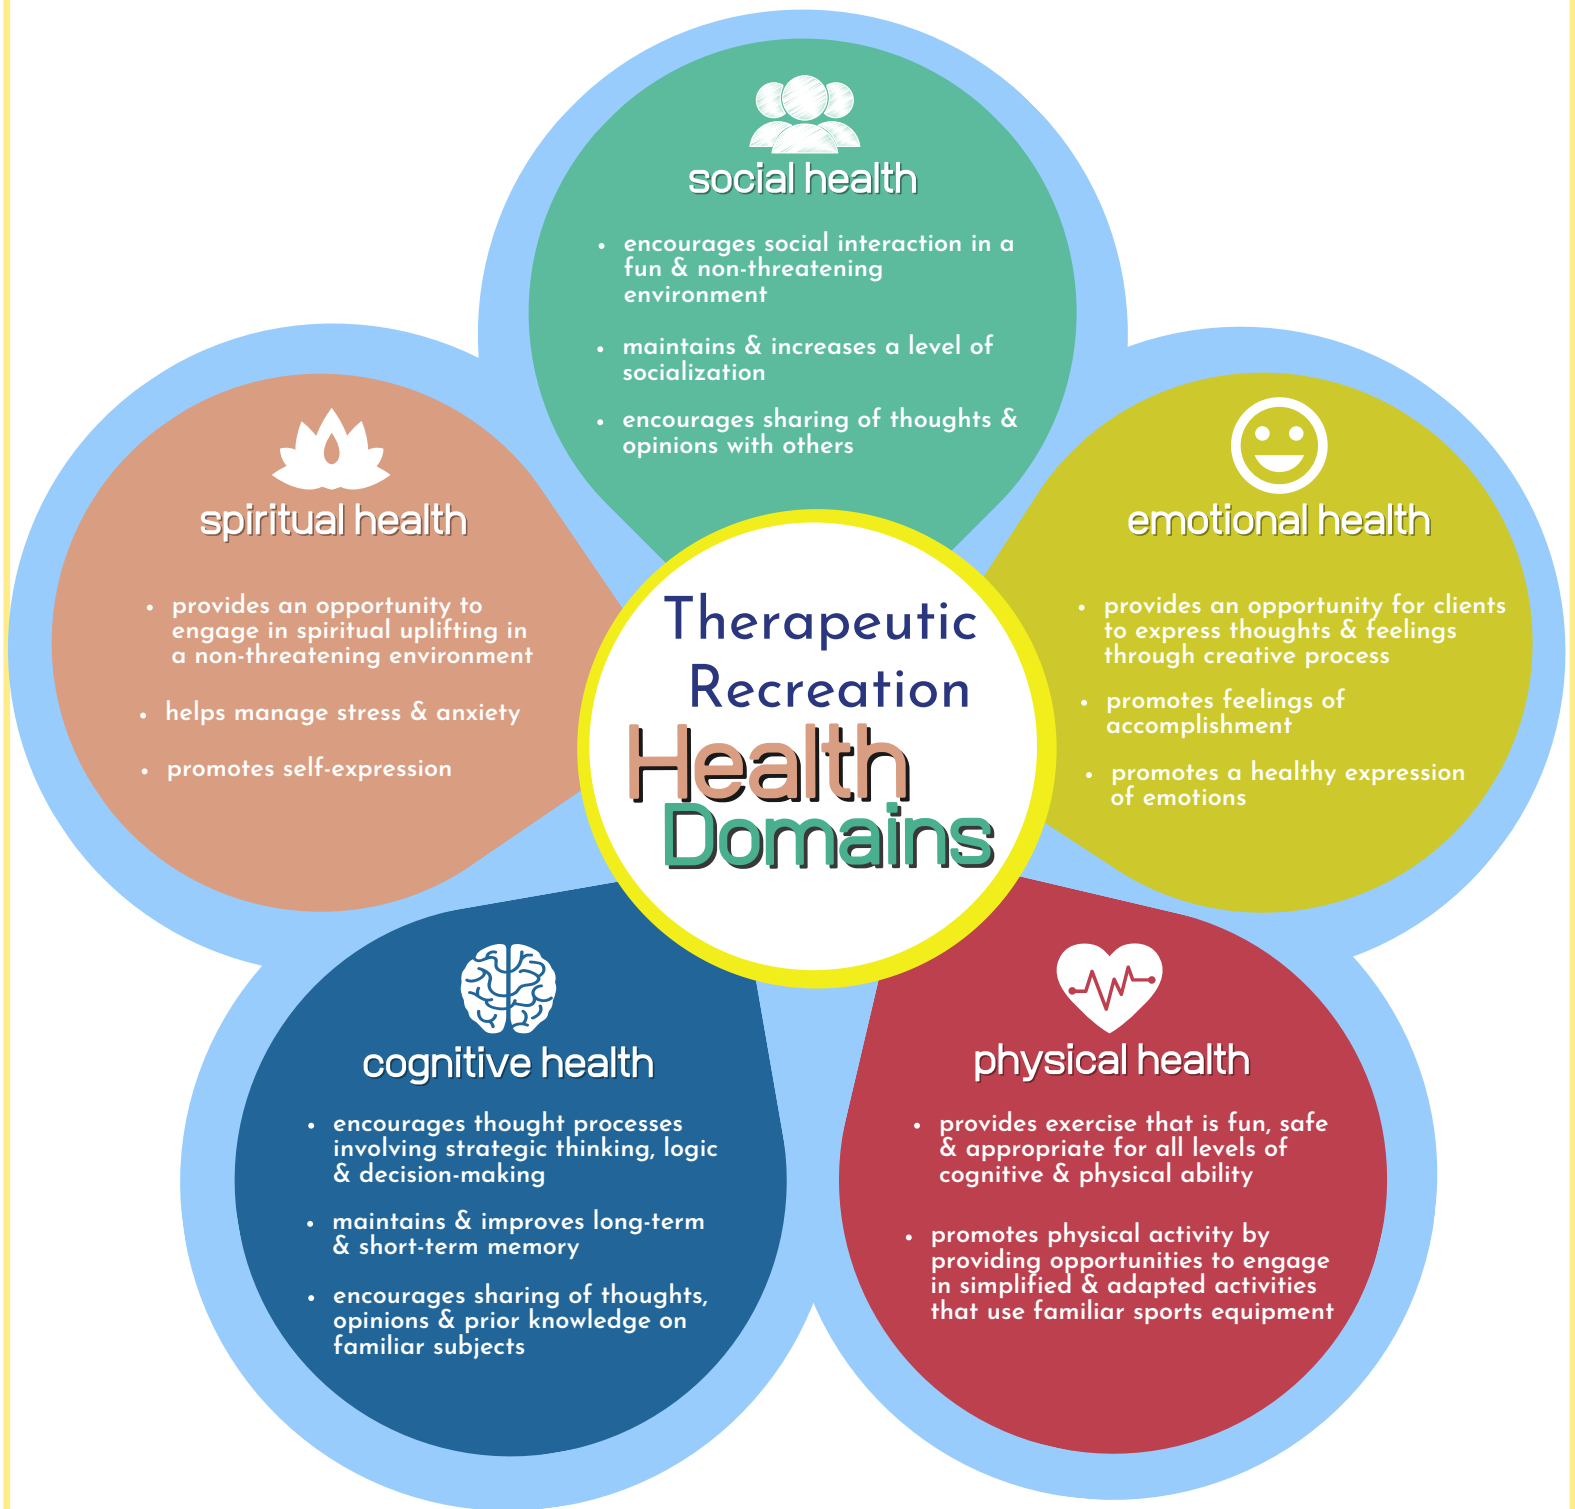 social health
• encourages social interaction in a
fun & non-threatening
environment
• maintains & increases a level of
socialization
• encourages sharing of thoughts &
opinions with others
spiritual health
• provides an opportunity to
engage in spiritual uplifting in
a non-threatening environment
• helps manage stress & anxiety
• promotes self-expression
Therapeutic
Recreation
Health
Domains
emotional health
• provides an opportunity for clients
to express thoughts & feelings
through creative process
• promotes feelings of
accomplishment
• promotes a healthy expression
of emotions
cognitive health
• encourages thought processes
involving strategic thinking, logic
& decision-making
• maintains & improves long-term
& short-term memory
• encourages sharing of thoughts,
opinions & prior knowledge on
familiar subjects
physical health
• provides exercise that is fun, safe
& appropriate for all levels of
cognitive & physical ability
• promotes physical activity by
providing opportunities to engage
in simplified & adapted activities
that use familiar sports equipment